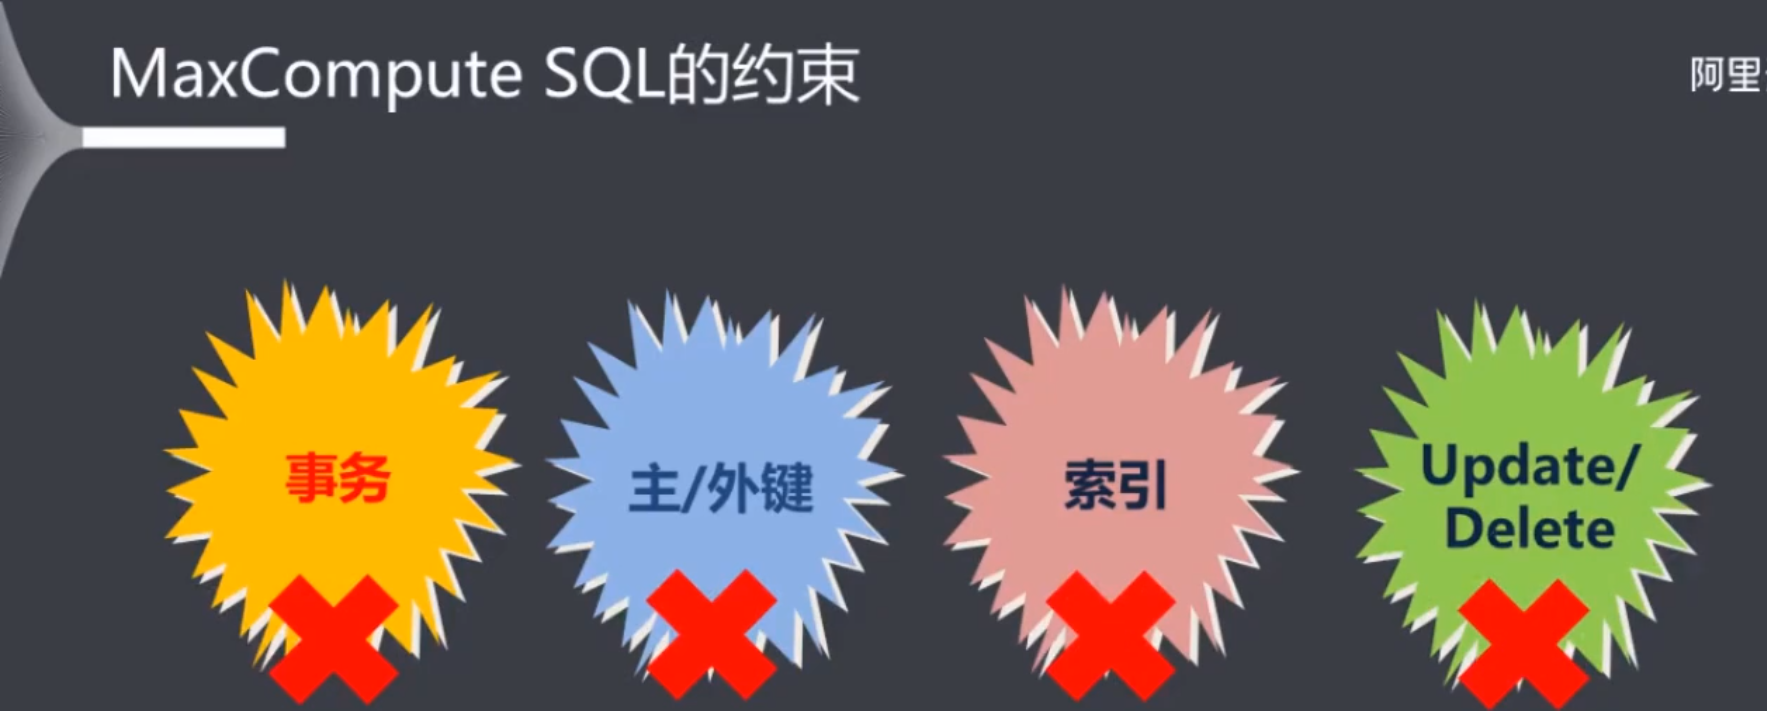 MaxCompute SQL的约束
阿里
事务
主/外键
索引
Update/
Delete